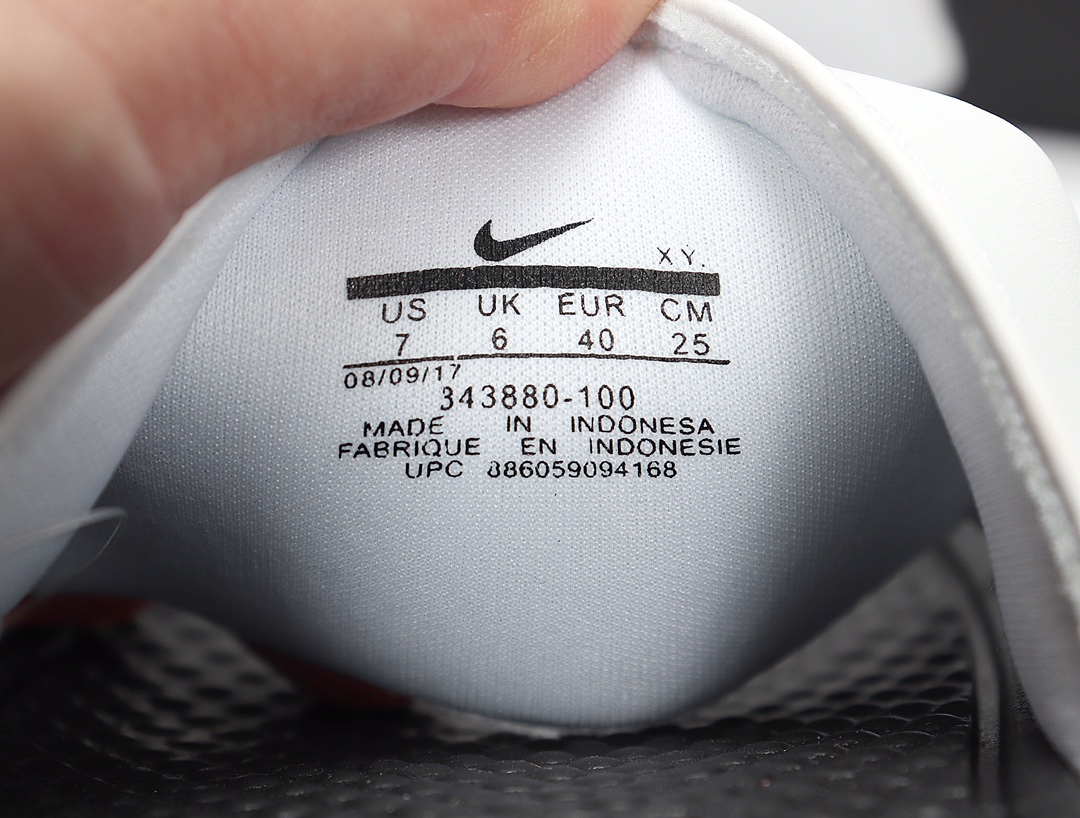 XY.
US UK EUR CM
7 6 40 25
08/09/17
343880-100
MADE IN INDONESA
FABRIQUE EN INDONESIE
UPC 886059094168